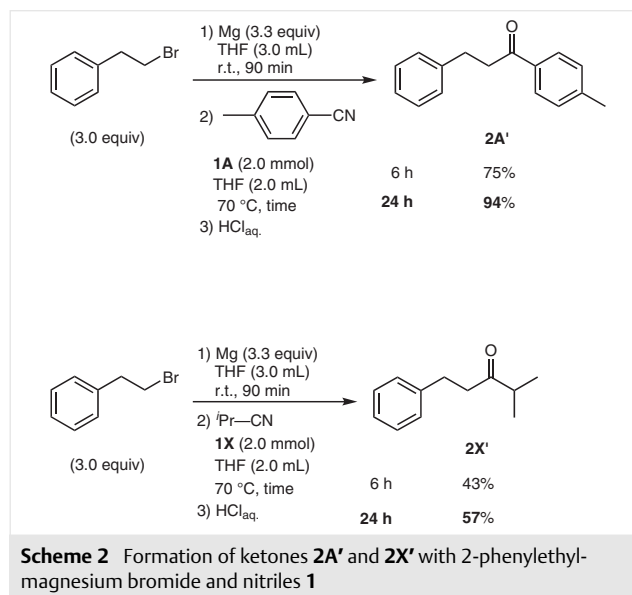 Br
(3.0 equiv)
1) Mg (3.3 equiv)
THF (3.0 mL)
r.t., 90 min
2)
CN
1A (2.0 mmol)
THF (2.0 mL)
70 °C, time
3) HClaq.
O
2A'
6 h 75%
24 h 94%
Br
(3.0 equiv)
1) Mg (3.3 equiv)
THF (3.0 mL)
r.t., 90 min
2) iPr—CN
1X (2.0 mmol)
THF (2.0 mL)
70 °C, time
3) HClaq.
O
2X'
6 h 43%
24 h 57%
Scheme 2 Formation of ketones 2A′ and 2X′ with 2-phenylethyl-
magnesium bromide and nitriles 1